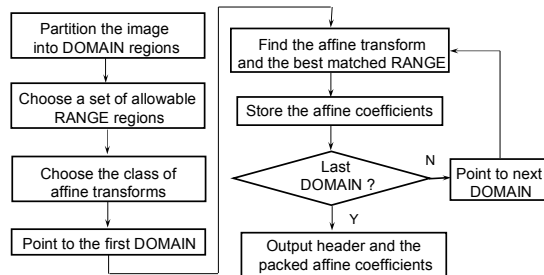 Partition the image
into DOMAIN regions
Choose a set of allowable
RANGE regions
Choose the class of
affine transforms
Point to the first DOMAIN
Find the affine transform
and the best matched RANGE
Store the affine coefficients
Last
DOMAIN ?
N
Point to next
DOMAIN
Y
Output header and the
packed affine coefficients